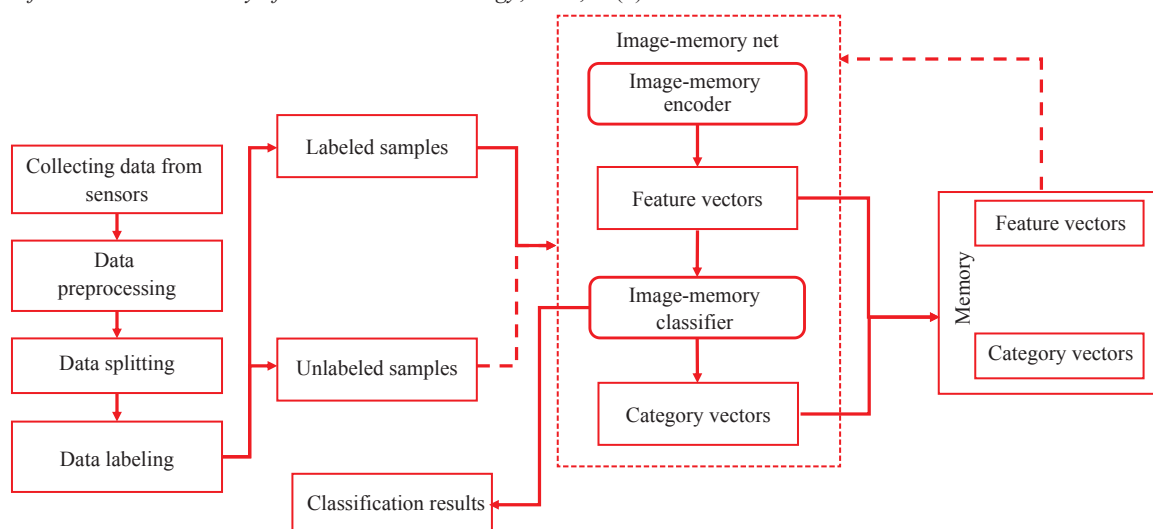 Collecting data from
sensors
Data
preprocessing
Data splitting
Data labeling
Labeled samples
Unlabeled samples
Classification results
Image-memory net
Image-memory
encoder
Feature vectors
Image-memory
classifier
Category vectors
Memory
Feature vectors
Category vectors